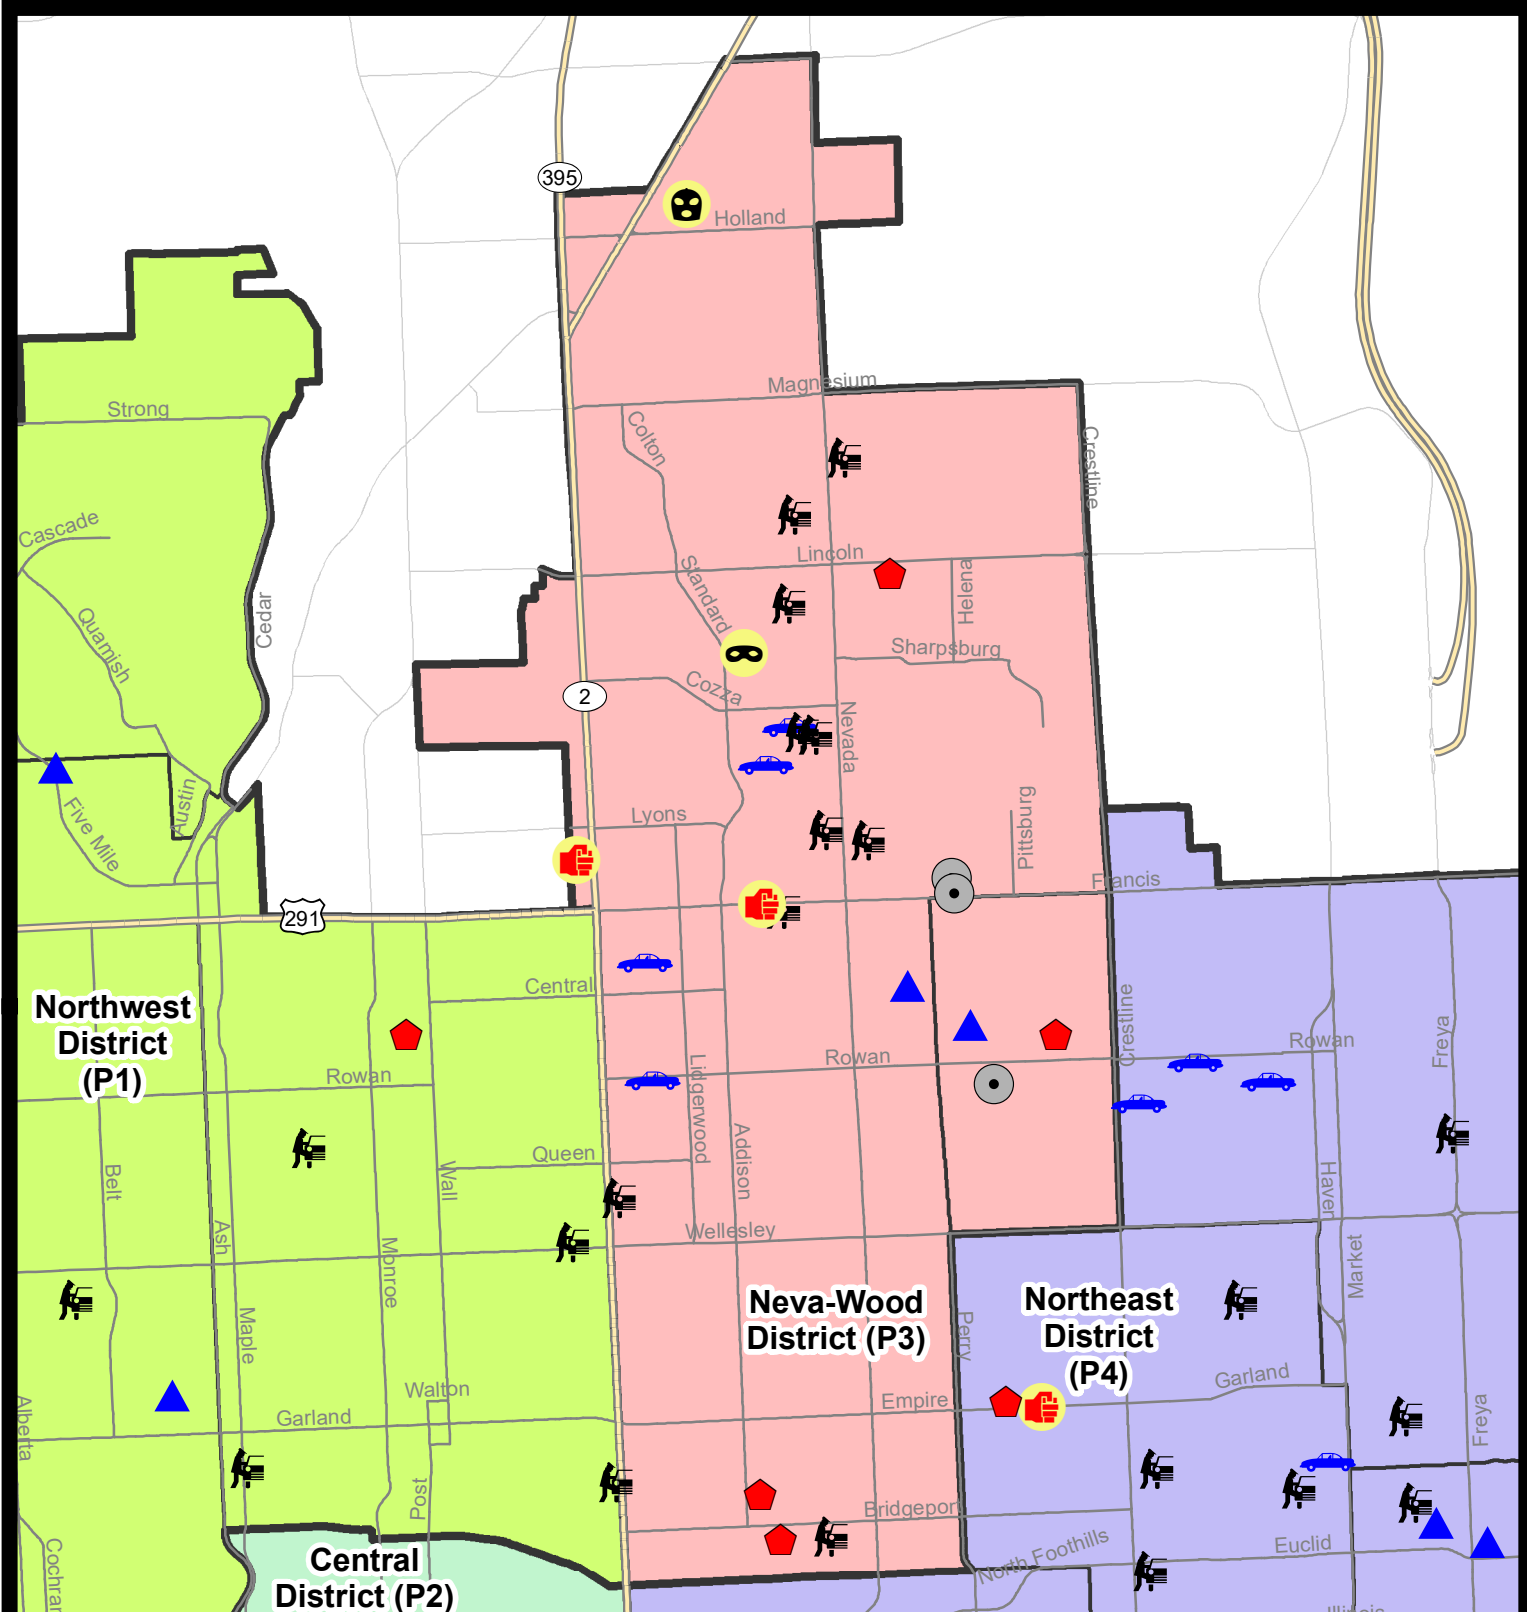 395
Holland
Magnesium
Strong
Colton
Crestline
Cascade
Lincoln
Standard
Helena
Cedar
Quamish
Sharpsburg
Cozza
2
Nevada
Five Mile
Austin
Lyons
Pittsburg
Francis
291
Central
Northwest
District
(P1)
Crestline
Freya
Rowan
Rowan
Rowan
Lidgerwood
Addison
Queen
Belt
Wall
Haven
Ash
Wellesley
Monroe
Market
Neva-Wood
District (P3)
Northeast
District
(P4)
Maple
Perry
Walton
Garland
Empire
Garland
Alberta
Freya
Post
Bridgeport
Euclid
North Foothills
Cochran
Central
District (P2)